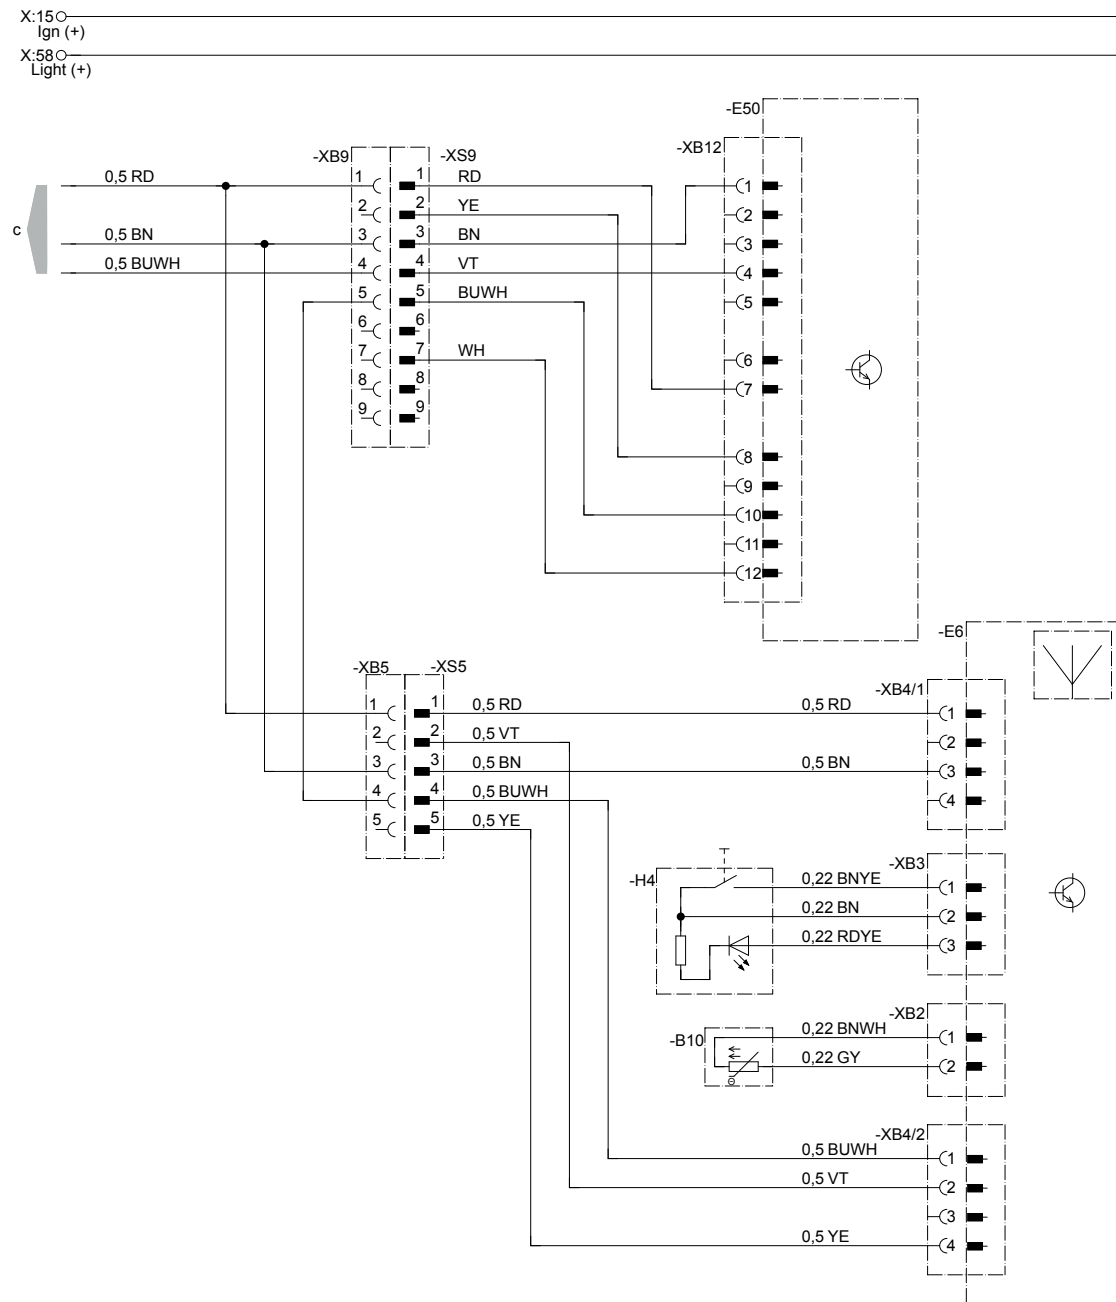 X:15
Ign (+)
X:58
Light (+)
-E50
-XB12
-XB9
-XS9
c
0,5 RD
1
1
RD
1
2
2
YE
2
0,5 BN
3
3
BN
3
0,5 BUWH
4
4
VT
4
5
5
BUWH
5
6
6
7
7
WH
6
8
8
7
9
9
8
9
10
11
12
-E6
-XB5
-XS5
-XB4/1
1
1
0,5 RD
0,5 RD
1
2
2
0,5 VT
2
3
3
0,5 BN
0,5 BN
3
4
4
0,5 BUWH
4
5
5
0,5 YE
-XB3
-H4
0,22 BNYE
1
0,22 BN
2
0,22 RDYE
3
-XB2
-B10
0,22 BNWH
1
0,22 GY
2
-XB4/2
0,5 BUWH
1
0,5 VT
2
3
0,5 YE
4